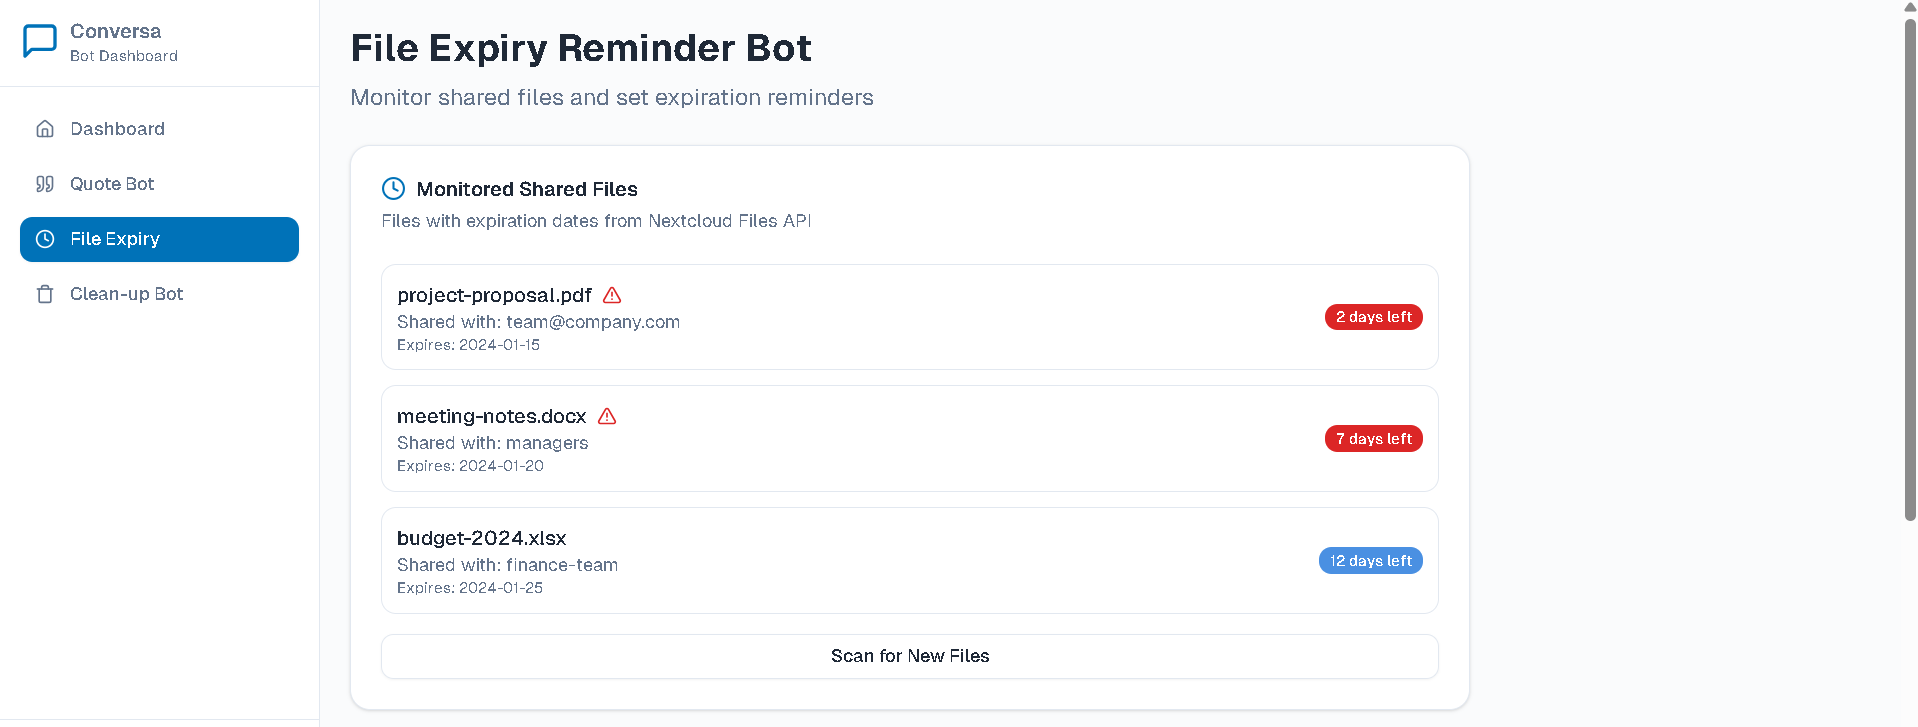 Conversa
Bot Dashboard
Dashboard
Quote Bot
File Expiry
Clean-up Bot
File Expiry Reminder Bot
Monitor shared files and set expiration reminders
Monitored Shared Files
Files with expiration dates from Nextcloud Files API
project-proposal.pdf
Shared with: team@company.com
Expires: 2024-01-15
2 days left
meeting-notes.docx
Shared with: managers
Expires: 2024-01-20
7 days left
budget-2024.xlsx
Shared with: finance-team
Expires: 2024-01-25
12 days left
Scan for New Files